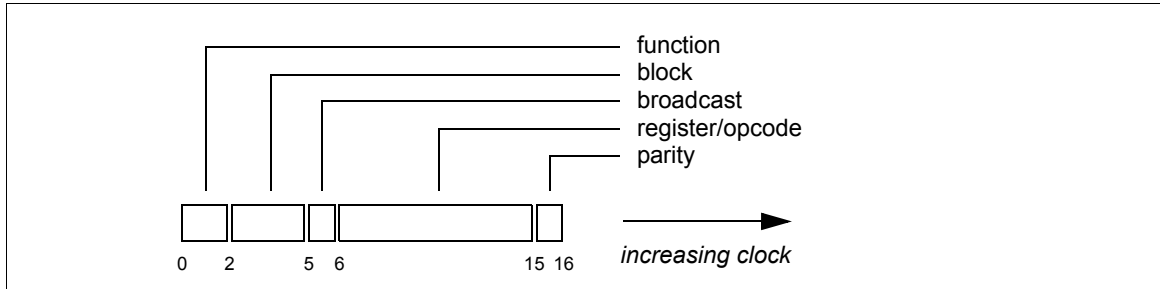 function
block
broadcast
register/opcode
parity
0 2 5 6 15 16
increasing clock